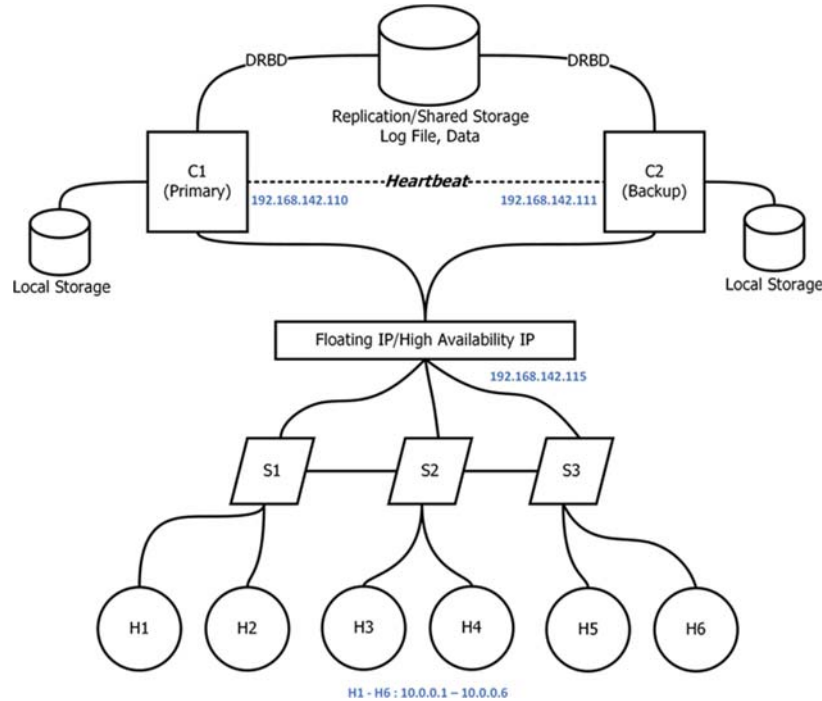 DRBD
DRBD
Replication/Shared Storage
Log File, Data
C1
(Primary)
Heartbeat
C2
(Backup)
192.168.142.110
192.168.142.111
Local Storage
Local Storage
Floating IP/High Availability IP
192.168.142.115
S1
S2
S3
H1
H2
H3
H4
H5
H6
H1 - H6 : 10.0.0.1 – 10.0.0.6